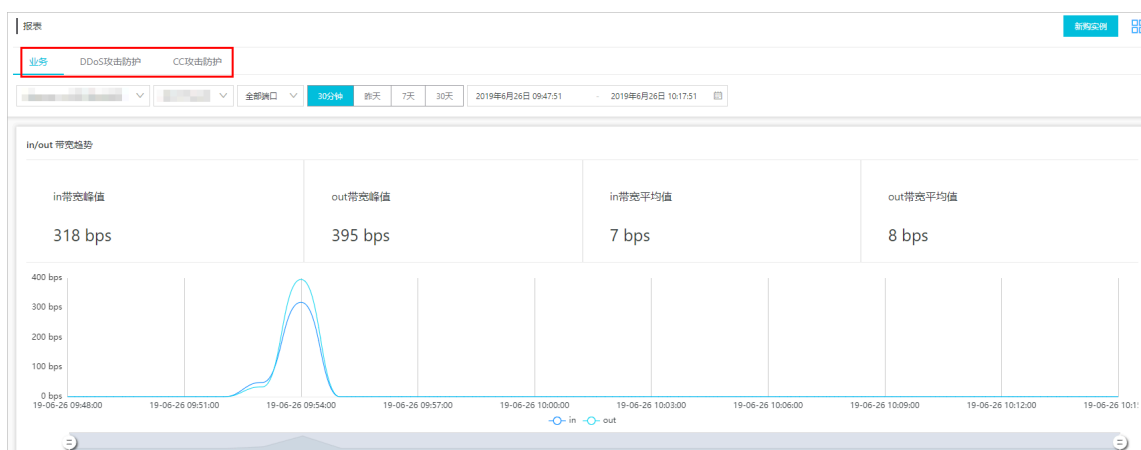 报表
新购实例
业务 DDoS攻击防护 CC攻击防护
全部端口 30分钟 昨天 7天 30天 2019年6月26日 09:47:51 - 2019年6月26日 10:17:51
in/out 带宽趋势
in带宽峰值 out带宽峰值 in带宽平均值 out带宽平均值
318 bps 395 bps 7 bps 8 bps
400 bps
300 bps
200 bps
100 bps
0 bps
19-06-26 09:48:00 19-06-26 09:51:00 19-06-26 09:54:00 19-06-26 09:57:00 19-06-26 10:00:00 19-06-26 10:03:00 19-06-26 10:06:00 19-06-26 10:09:00 19-06-26 10:12:00 19-06-26 10:1
in out